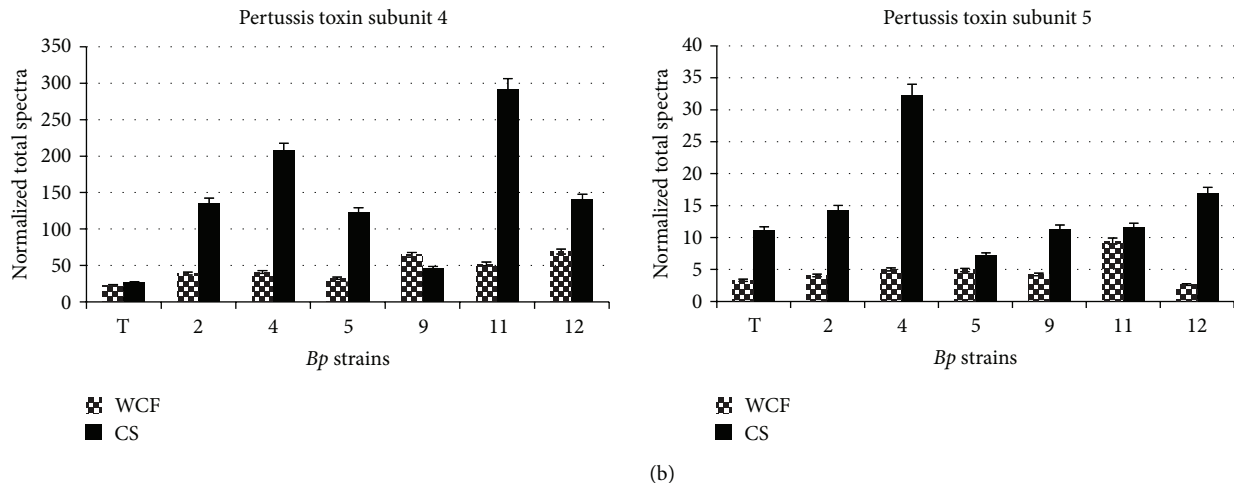 Pertussis toxin subunit 4
Normalized total spectra
350
300
250
200
150
100
50
0
T 2 4 5 9 11 12
Bp strains
WCF
CS
Pertussis toxin subunit 5
Normalized total spectra
40
35
30
25
20
15
10
5
0
T 2 4 5 9 11 12
Bp strains
WCF
CS
(b)